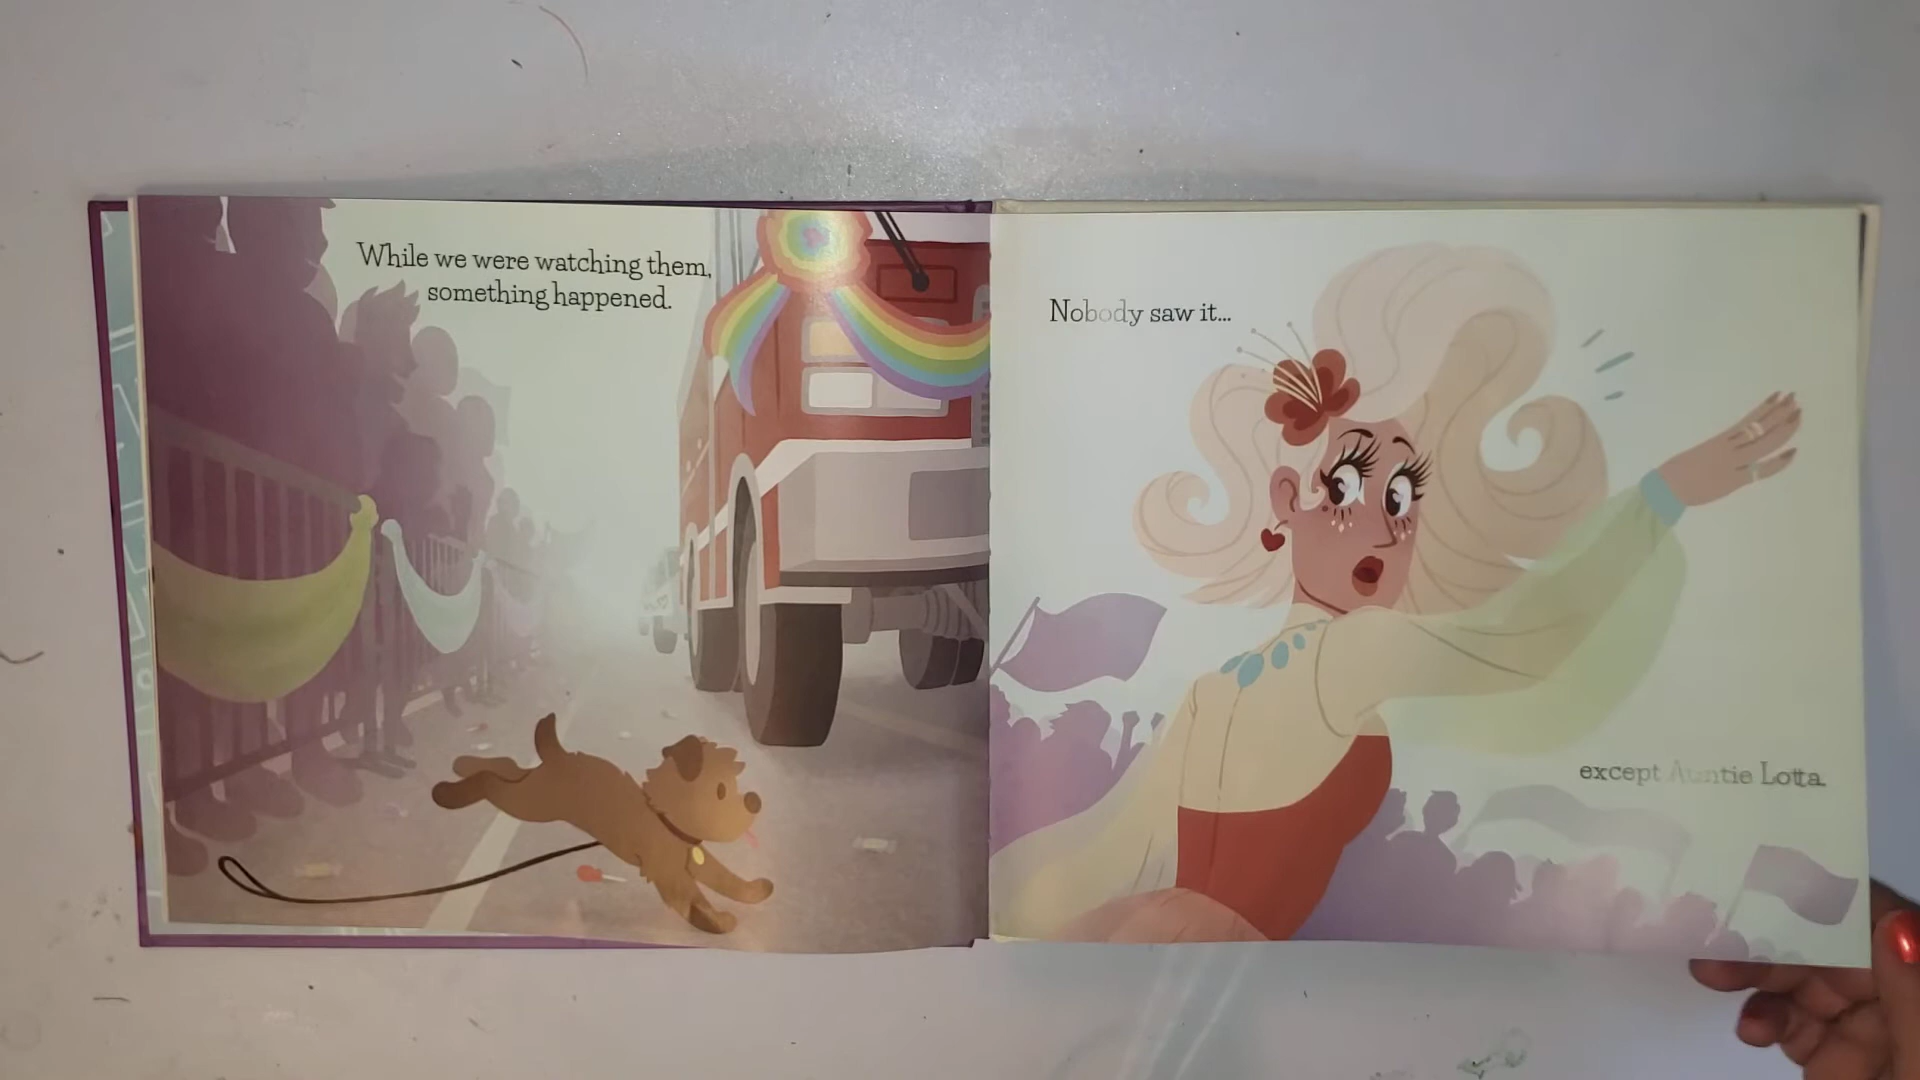 While we were watching them,
something happened.
Nobody saw it...
except Auntie Lotta.